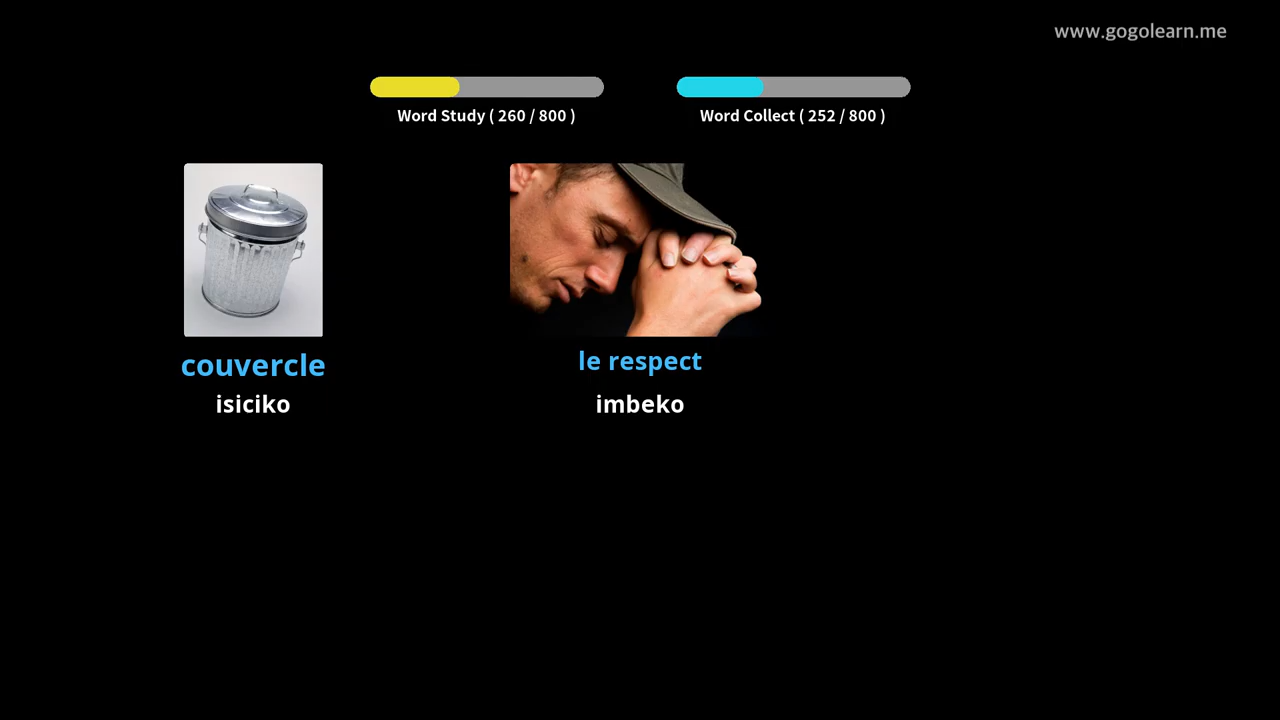 www.gogolearn.me
Word Study ( 260 / 800 )
Word Collect ( 252 / 800 )
couvercle
isiciko
le respect
imbeko